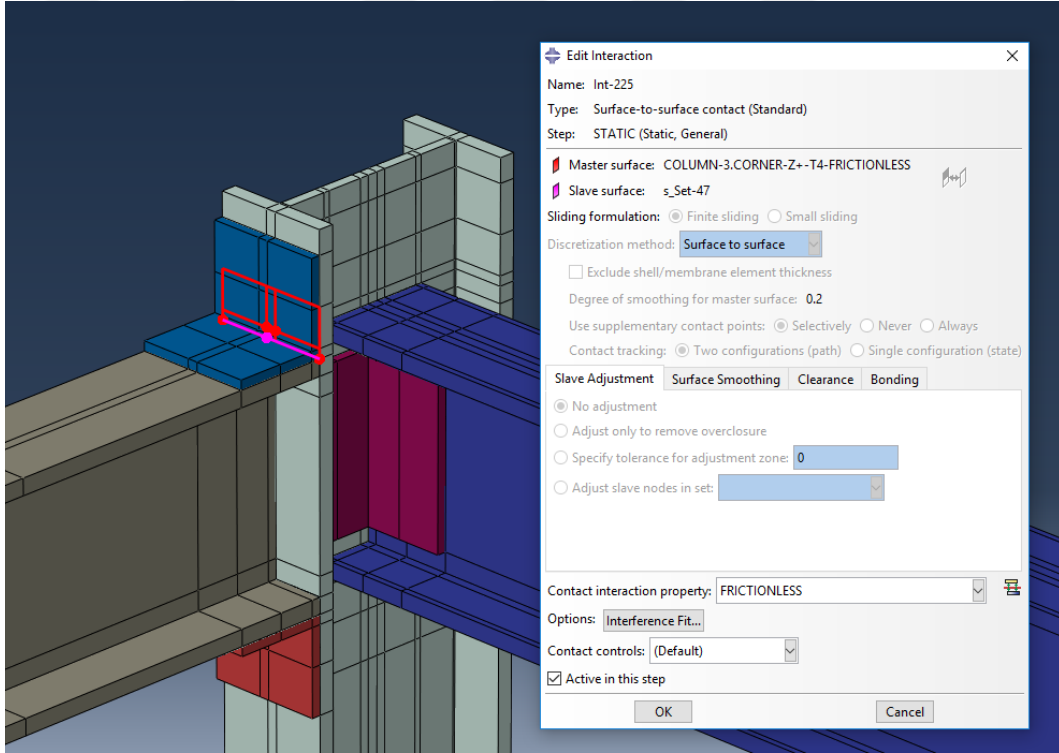 Edit Interaction
Name: Int-225
Type: Surface-to-surface contact (Standard)
Step: STATIC (Static, General)
Master surface: COLUMN-3.CORNER-Z+-T4-FRICTIONLESS
Slave surface: s_Set-47
Sliding formulation: Finite sliding Small sliding
Discretization method: Surface to surface
Exclude shell/membrane element thickness
Degree of smoothing for master surface: 0.2
Use supplementary contact points: Selectively Never Always
Contact tracking: Two configurations (path) Single configuration (state)
Slave Adjustment Surface Smoothing Clearance Bonding
No adjustment
Adjust only to remove overclosure
Specify tolerance for adjustment zone: 0
Adjust slave nodes in set:
Contact interaction property: FRICTIONLESS
Options: Interference Fit...
Contact controls: (Default)
Active in this step
OK Cancel